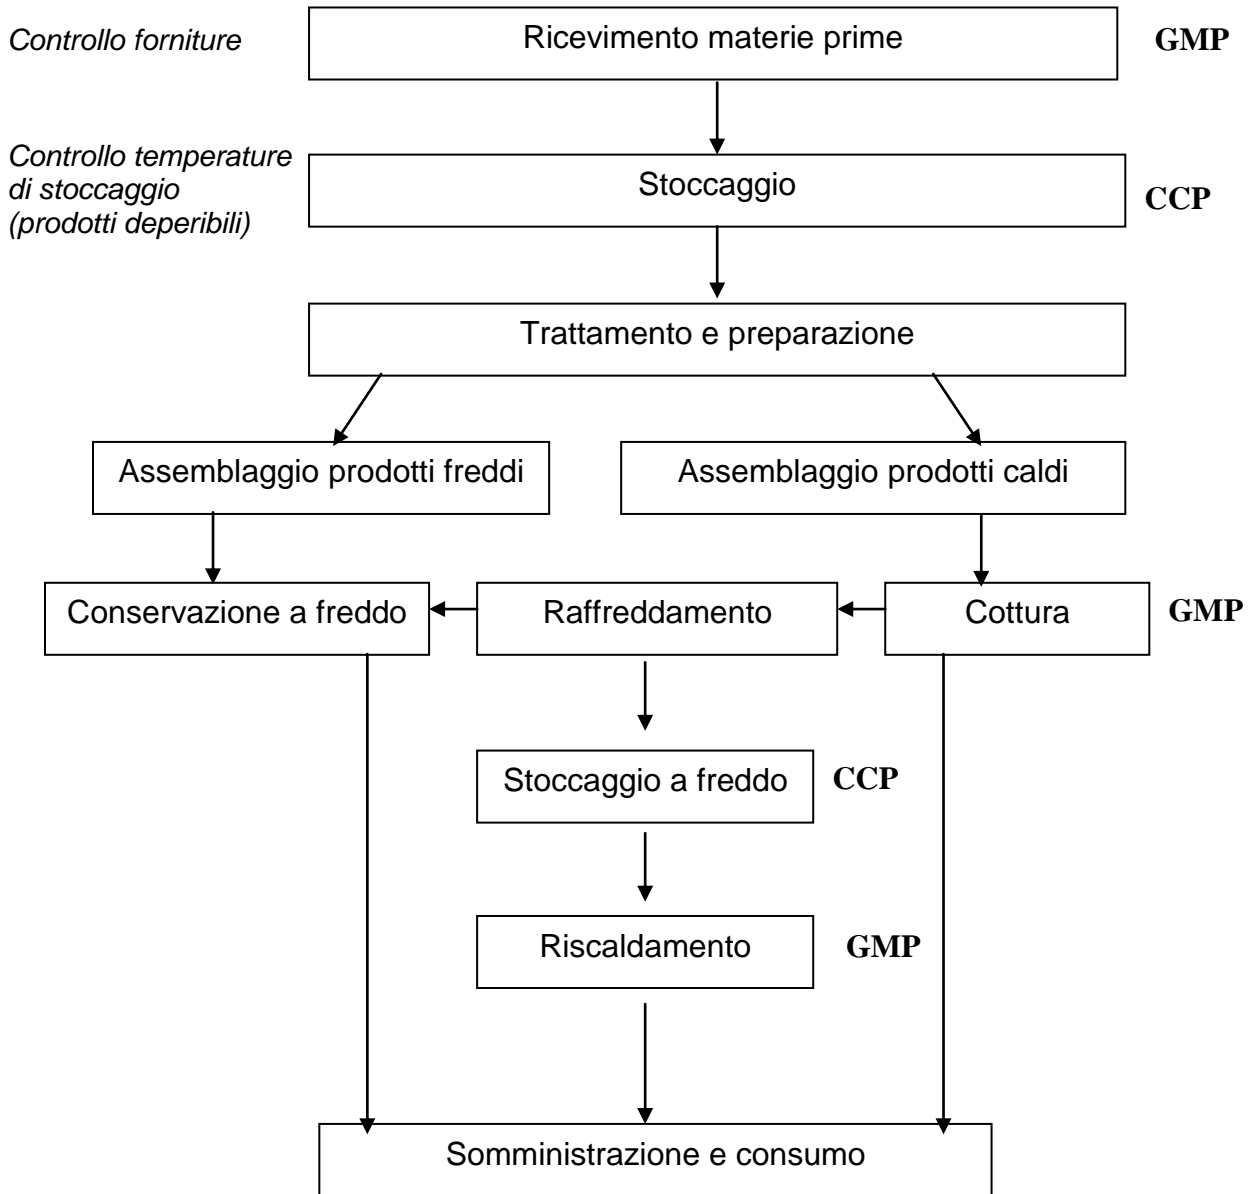 Controllo forniture
Ricevimento materie prime
GMP
Controllo temperature
di stoccaggio
(prodotti deperibili)
Stoccaggio
CCP
Trattamento e preparazione
Assemblaggio prodotti freddi
Assemblaggio prodotti caldi
Conservazione a freddo
Raffreddamento
Cottura
GMP
Stoccaggio a freddo
CCP
Riscaldamento
GMP
Somministrazione e consumo